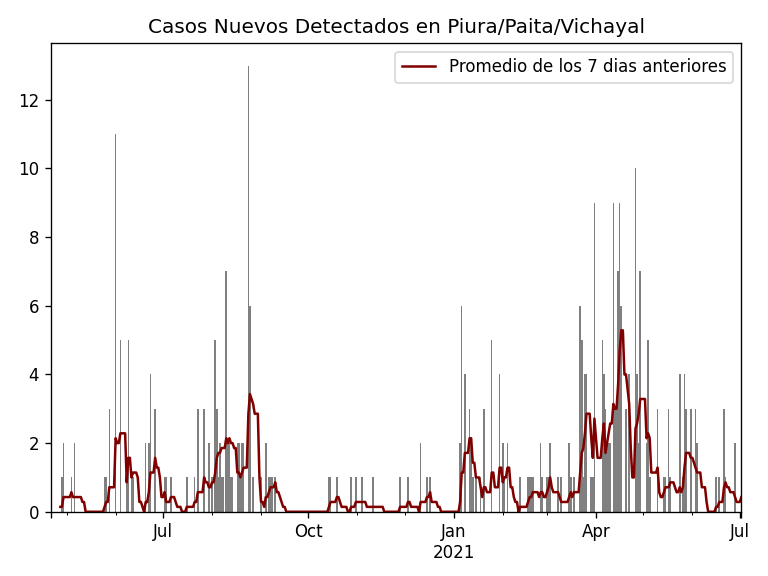 Casos Nuevos Detectados en Piura/Paita/Vichayal
Promedio de los 7 dias anteriores
12
10
8
6
4
2
0
Jul
Oct
Jan
2021
Apr
Jul